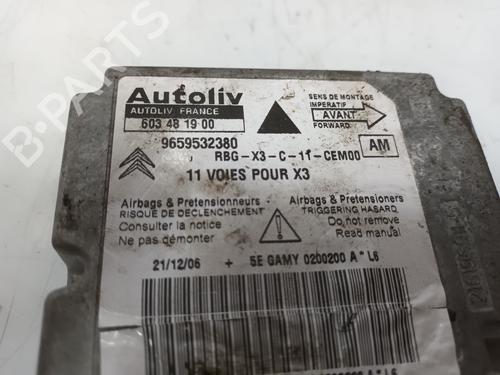 Autoliv
AUTOLIV FRANCE
603 48 19 00
SENS DE MONTAGE
IMPERATIF
AVANT
FORWARD
9659532380
AM
RBG-X3-C-11-CEM00
11 VOIES POUR X3
Airbags & Pretensionneurs
RISQUE DE DECLENCHEMENT
Consulter la notice
Ne pas démonter
Airbags & Pretensioners
TRIGGERING HASARD
Do not remove
Read manual
21/12/06 + 5E GAMY 0200200 A * L6
B-PARTS